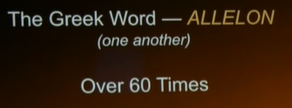 The Greek Word — ALLELON
(one another)
Over 60 Times